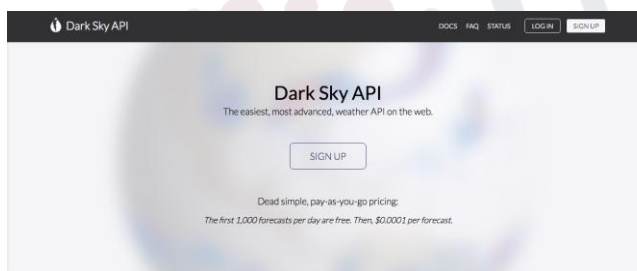 Dark Sky API
DOCS FAQ STATUS LOG IN SIGN UP
Dark Sky API
The easiest, most advanced, weather API on the web.
SIGN UP
Dead simple, pay-as-you-go pricing:
The first 1,000 forecasts per day are free. Then, $0.0001 per forecast.